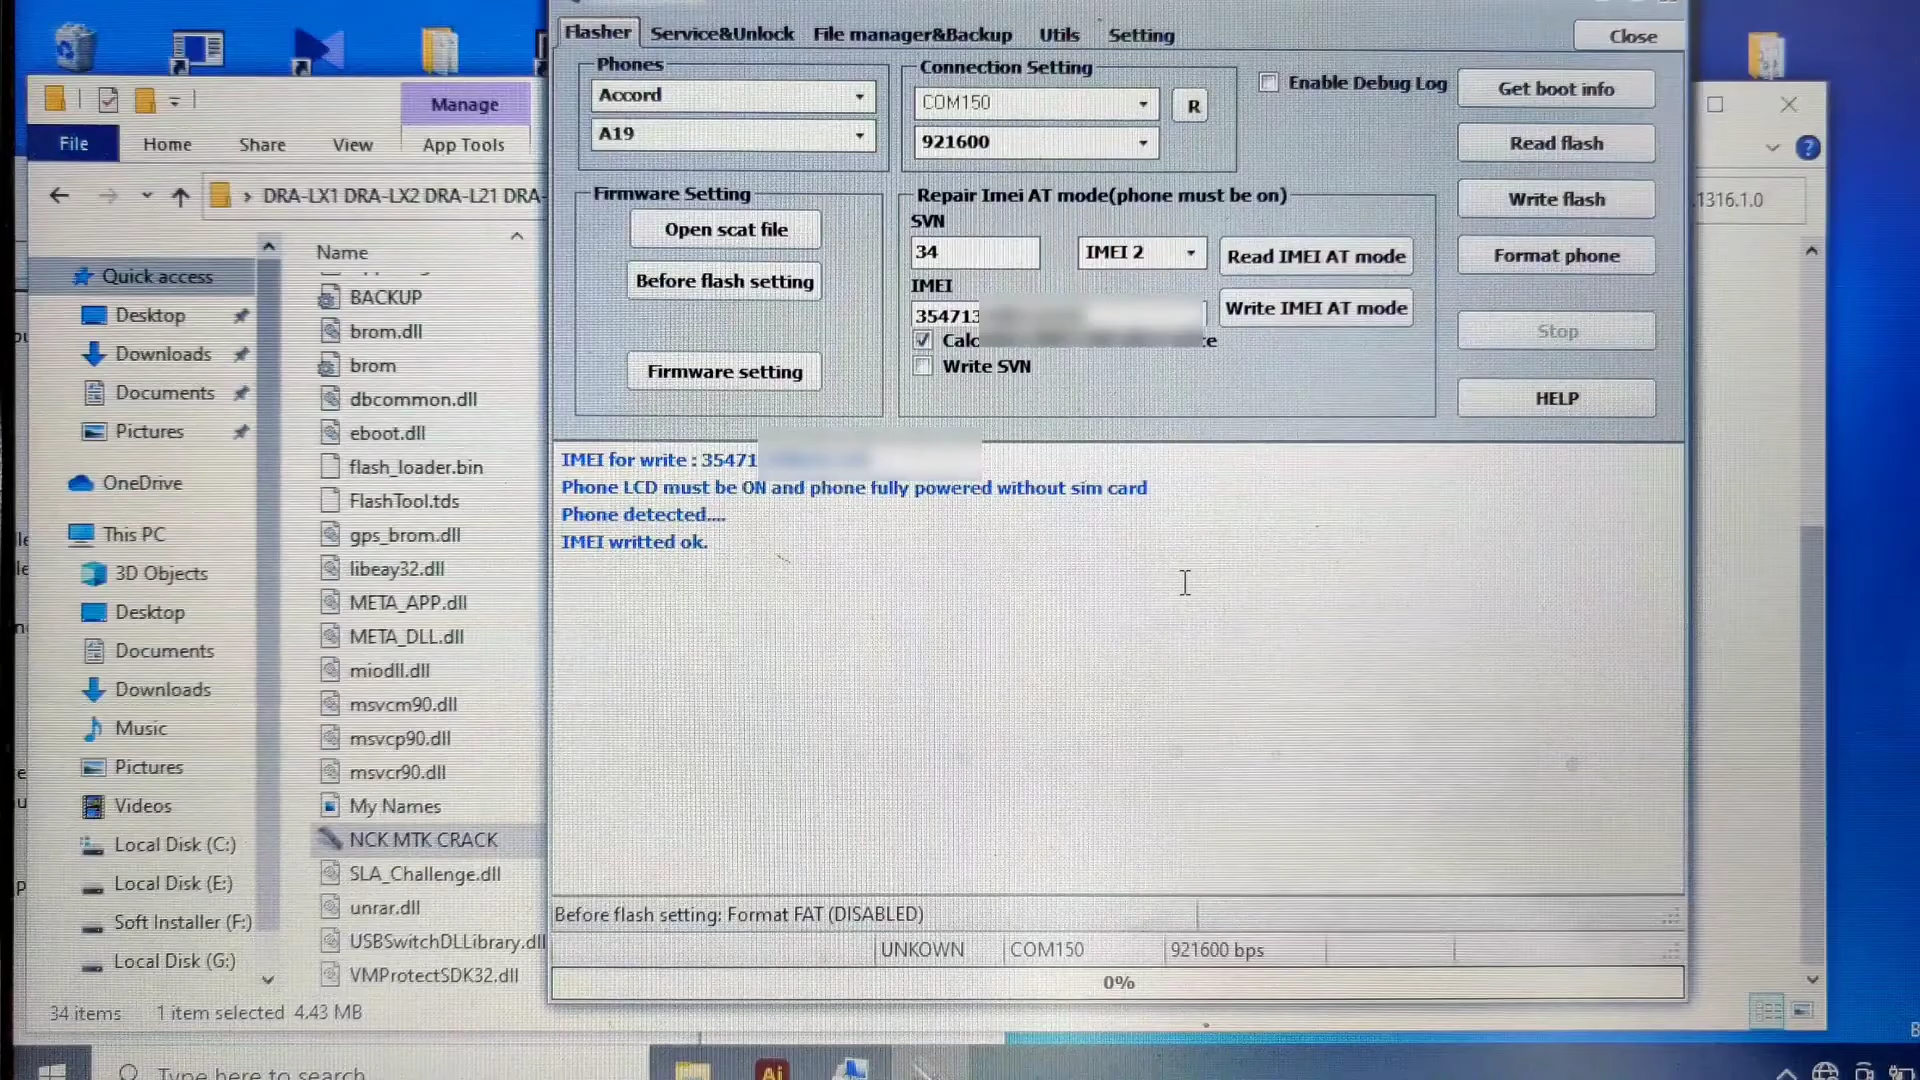 Flasher Service&Unlock File manager&Backup Utils Setting
Close
Phones
Accord
A19
Connection Setting
COM150
R
921600
Enable Debug Log
Get boot info
Read flash
Write flash
Format phone
Stop
HELP
Firmware Setting
Open scat file
Before flash setting
Firmware setting
Repair Imei AT mode(phone must be on)
SVN
34
IMEI 2
Read IMEI AT mode
IMEI
354713
Write IMEI AT mode
Write SVN
IMEI for write : 35471
Phone LCD must be ON and phone fully powered without sim card
Phone detected....
IMEI writted ok.
Before flash setting: Format FAT (DISABLED)
UNKOWN COM150 921600 bps
0%
Manage
File Home Share View App Tools
DRA-LX1 DRA-LX2 DRA-L21 DRA-
.1316.1.0
Quick access
Desktop
Downloads
Documents
Pictures
OneDrive
This PC
3D Objects
Desktop
Documents
Downloads
Music
Pictures
Videos
Local Disk (C:)
Local Disk (E:)
Soft Installer (F:)
Local Disk (G:)
Name
BACKUP
brom.dll
brom
dbcommon.dll
eboot.dll
flash_loader.bin
FlashTool.tds
gps_brom.dll
libeay32.dll
META_APP.dll
META_DLL.dll
miodll.dll
msvcm90.dll
msvcp90.dll
msvcr90.dll
My Names
NCK MTK CRACK
SLA_Challenge.dll
unrar.dll
USBSwitchDLLibrary.dll
VMProtectSDK32.dll
34 items 1 item selected 4.43 MB
Type here to search
Ai